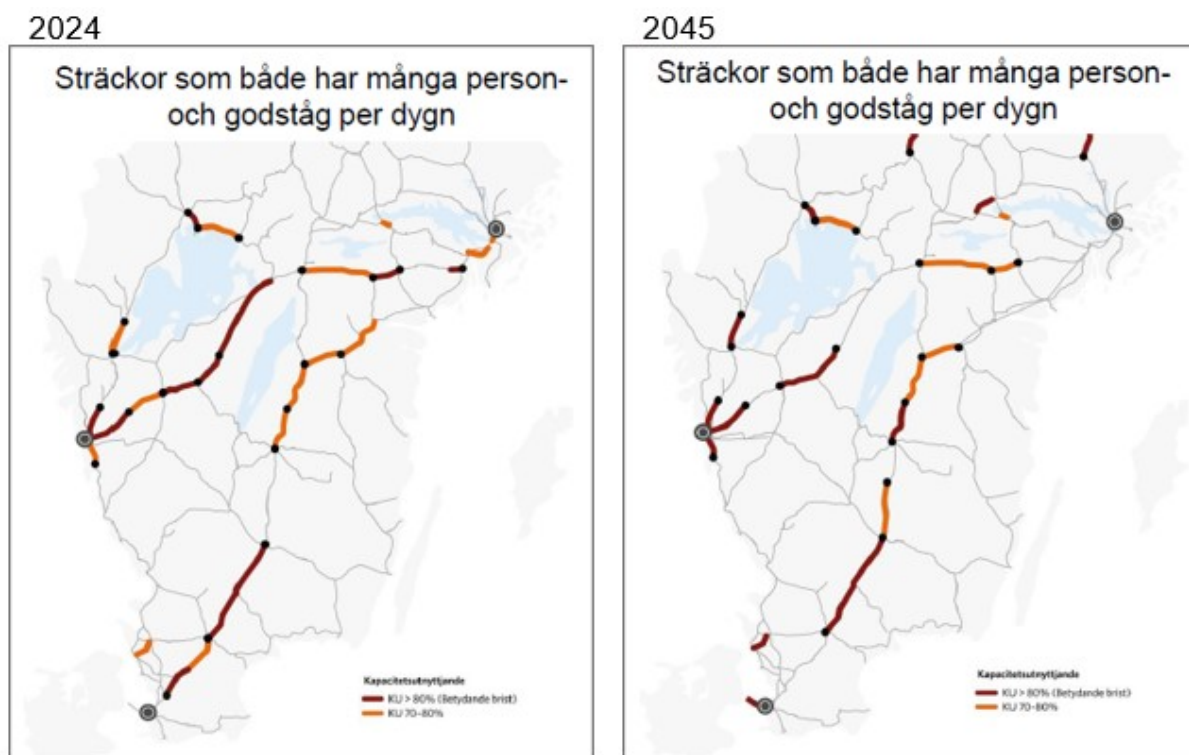 2024
Sträckor som både har många person-
och godståg per dygn
Kapacitetsutnyttjande
KU > 80% (Betydande brist)
KU 70-80%
2045
Sträckor som både har många person-
och godståg per dygn
Kapacitetsutnyttjande
KU > 80% (Betydande brist)
KU 70-80%